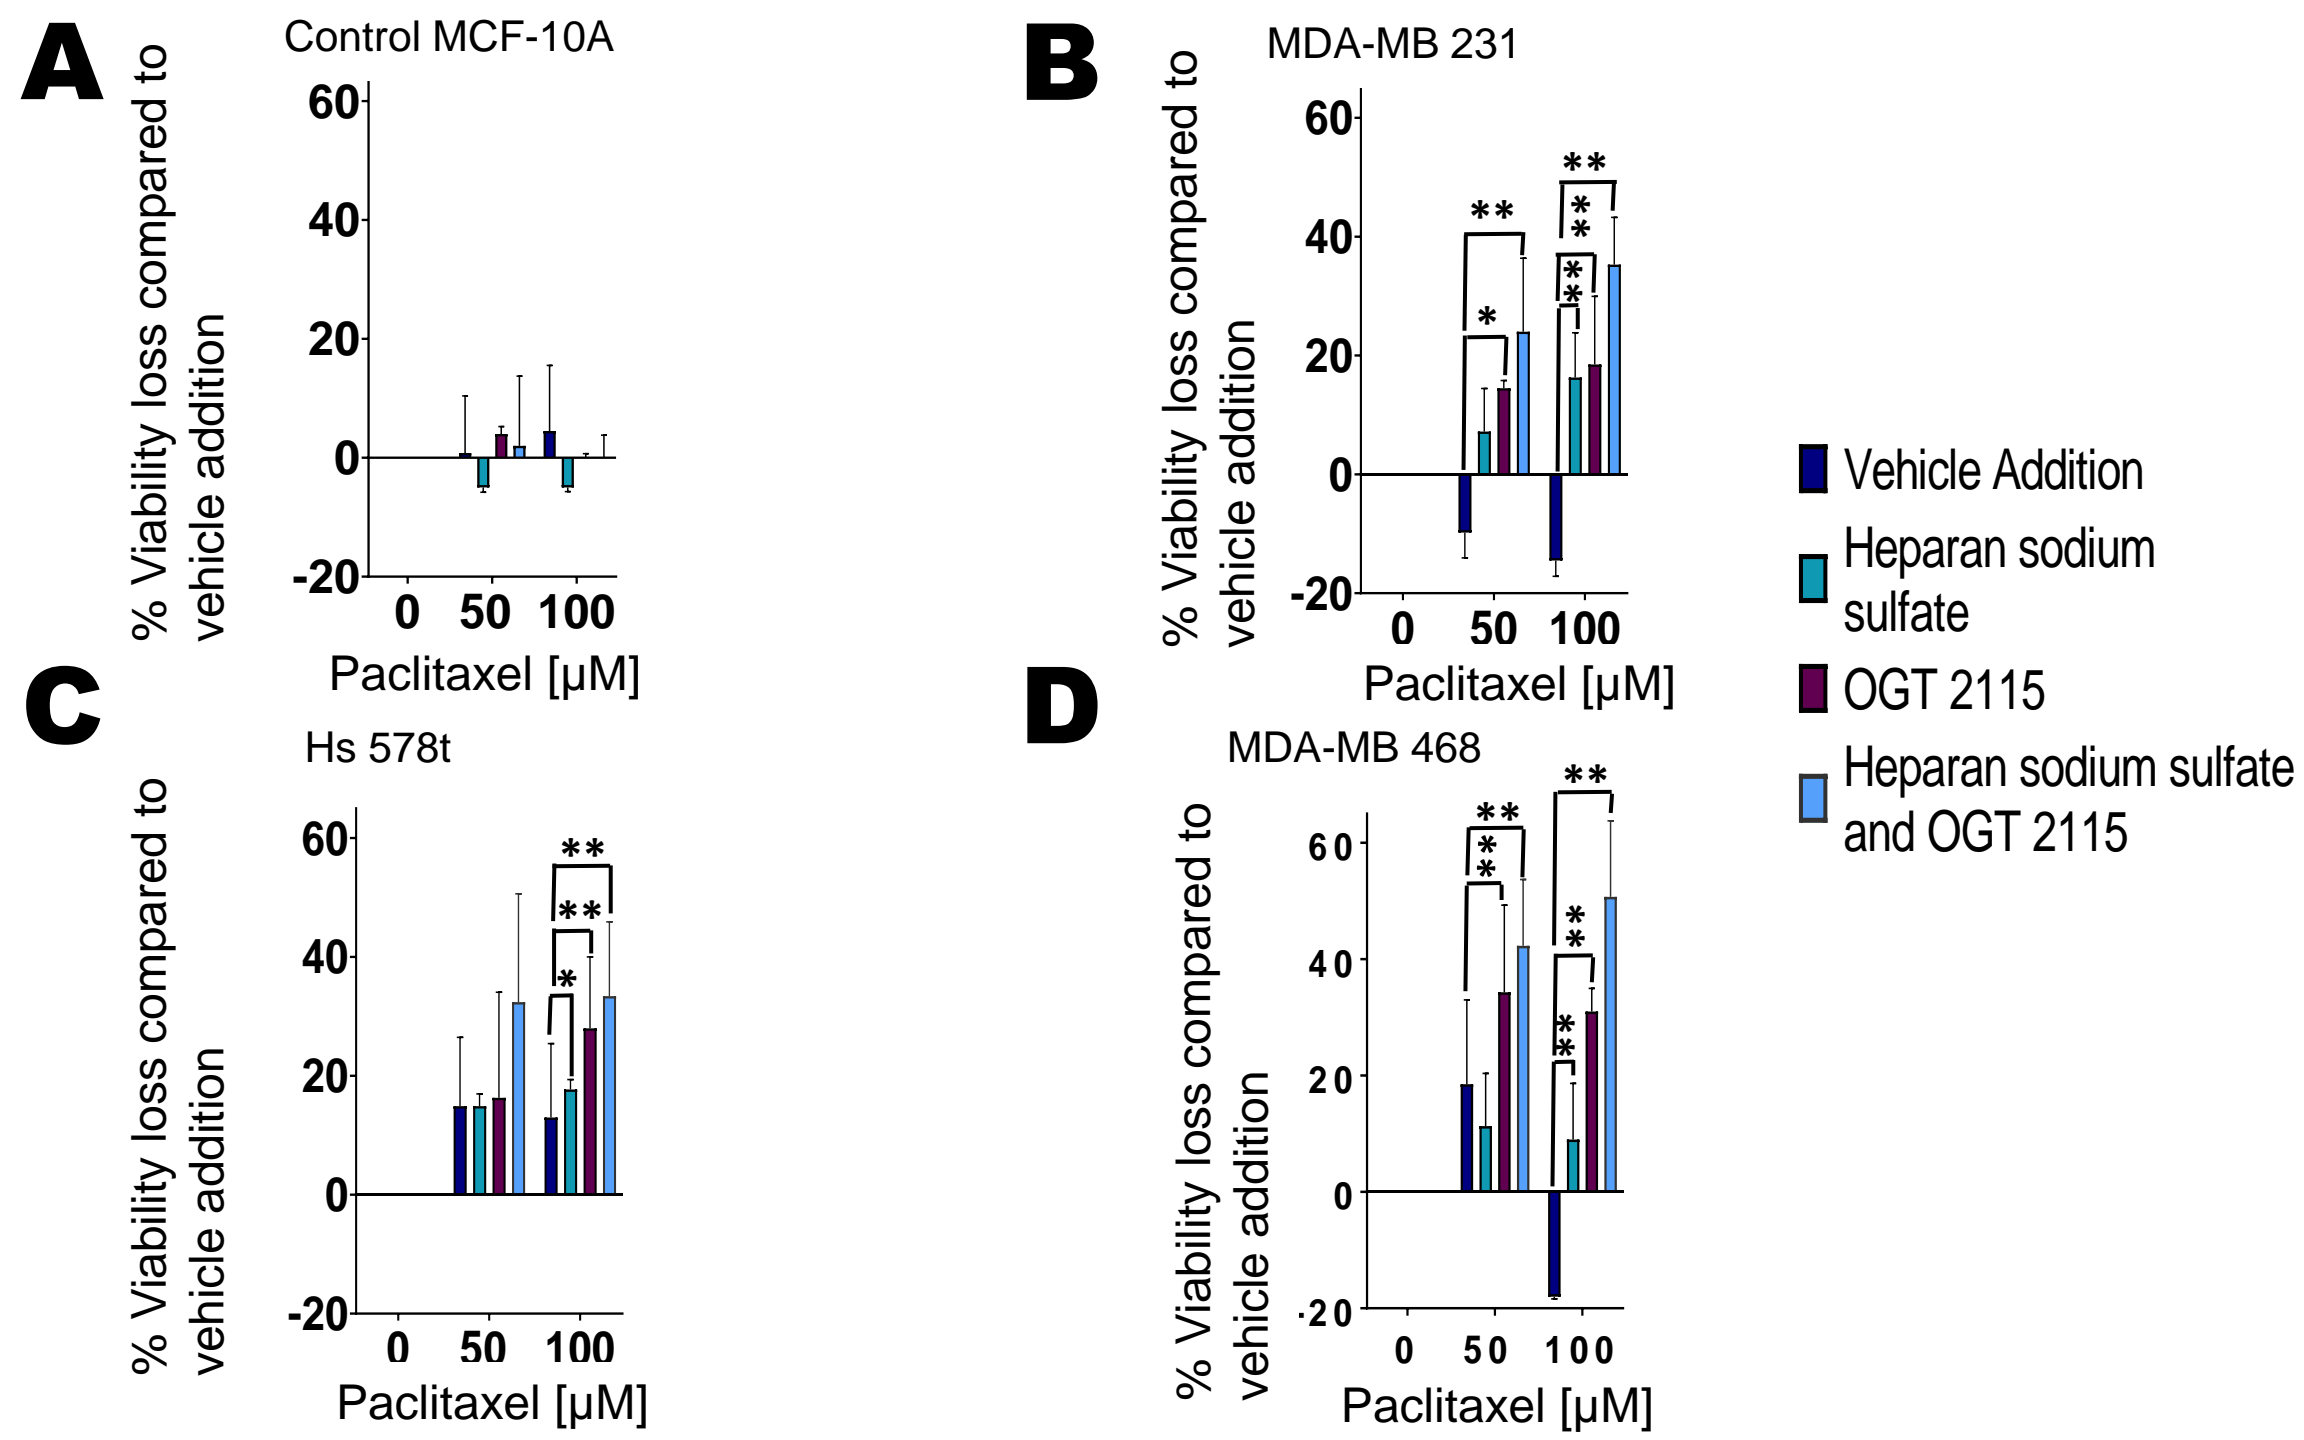 A
Control MCF-10A
% Viability loss compared to
vehicle addition
60
40
20
0
-20
0 50 100
Paclitaxel [µM]
B
MDA-MB 231
% Viability loss compared to
vehicle addition
60
40
20
0
-20
**
*
**
**
**
0 50 100
Paclitaxel [µM]
C
Hs 578t
% Viability loss compared to
vehicle addition
60
40
20
0
-20
**
**
*
0 50 100
Paclitaxel [µM]
D
MDA-MB 468
% Viability loss compared to
vehicle addition
60
40
20
0
-20
**
**
**
**
**
0 50 100
Paclitaxel [µM]
Vehicle Addition
Heparan sodium
sulfate
OGT 2115
Heparan sodium sulfate
and OGT 2115